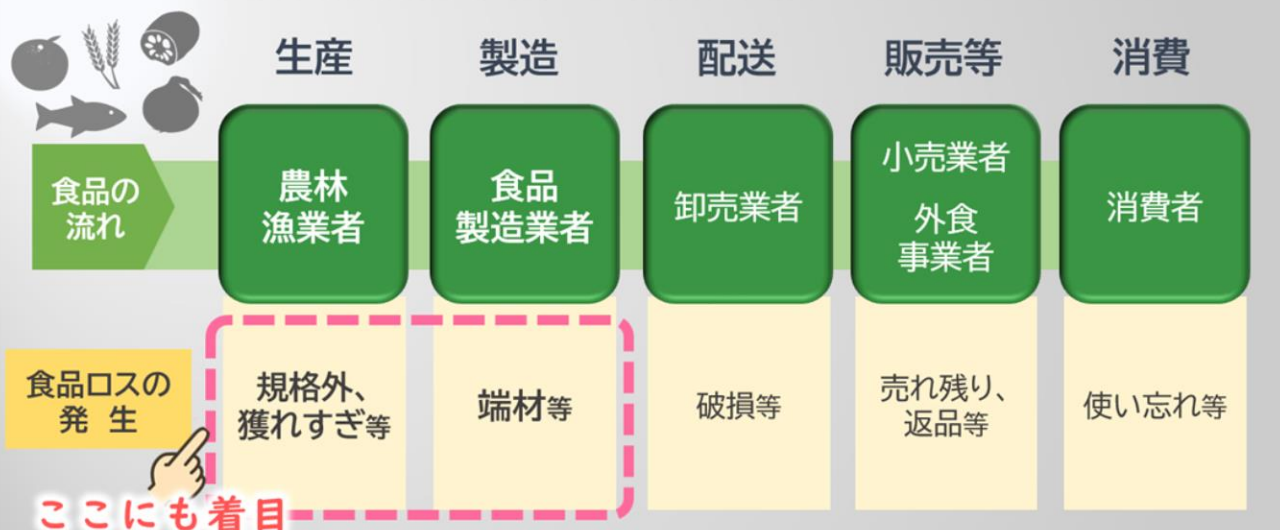 生産
製造
配送
販売等
消費
食品の
流れ
農林
漁業者
食品
製造業者
卸売業者
小売業者
外食
事業者
消費者
食品ロスの
発 生
規格外、
獲れすぎ等
端材等
破損等
売れ残り、
返品等
使い忘れ等
ここにも着目